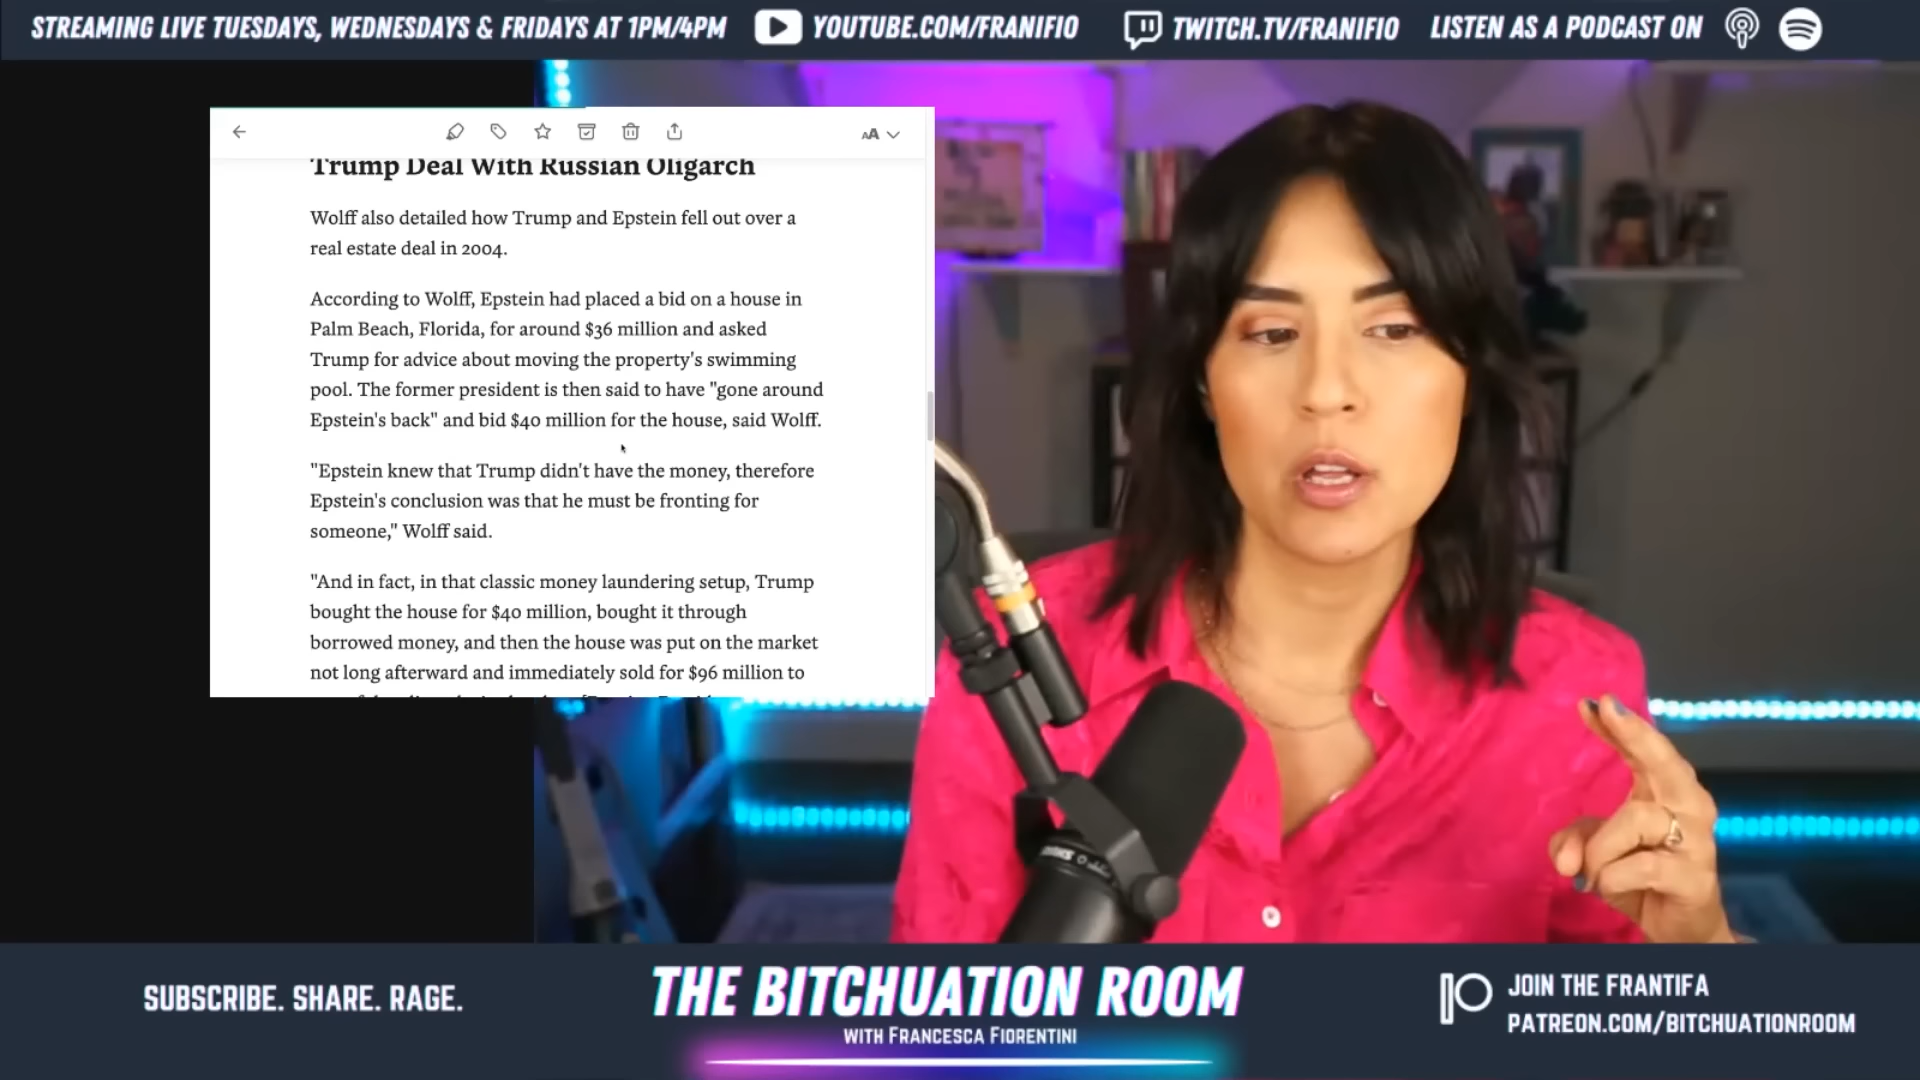 STREAMING LIVE TUESDAYS, WEDNESDAYS & FRIDAYS AT 1PM/4PM
YOUTUBE.COM/FRANIFIO
TWITCH.TV/FRANIFIO
LISTEN AS A PODCAST ON
AA
Trump Deal With Russian Oligarch
Wolff also detailed how Trump and Epstein fell out over a
real estate deal in 2004.
According to Wolff, Epstein had placed a bid on a house in
Palm Beach, Florida, for around $36 million and asked
Trump for advice about moving the property's swimming
pool. The former president is then said to have "gone around
Epstein's back" and bid $40 million for the house, said Wolff.
"Epstein knew that Trump didn't have the money, therefore
Epstein's conclusion was that he must be fronting for
someone," Wolff said.
"And in fact, in that classic money laundering setup, Trump
bought the house for $40 million, bought it through
borrowed money, and then the house was put on the market
not long afterward and immediately sold for $96 million to
SUBSCRIBE. SHARE. RAGE.
THE BITCHUATION ROOM
WITH FRANCESCA FIORENTINI
JOIN THE FRANTIFA
PATREON.COM/BITCHUATIONROOM